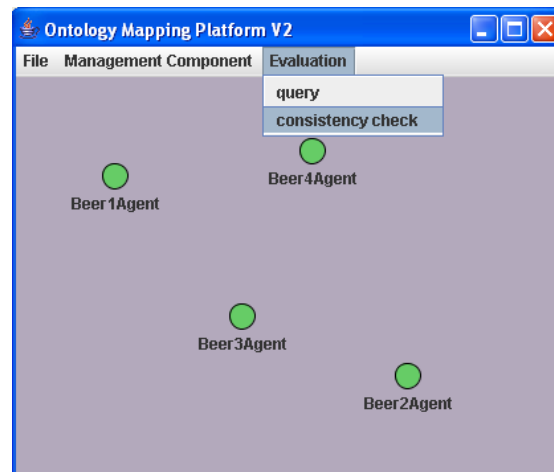 Ontology Mapping Platform V2
File Management Component Evaluation
query
consistency check
Beer4Agent
Beer1Agent
Beer3Agent
Beer2Agent